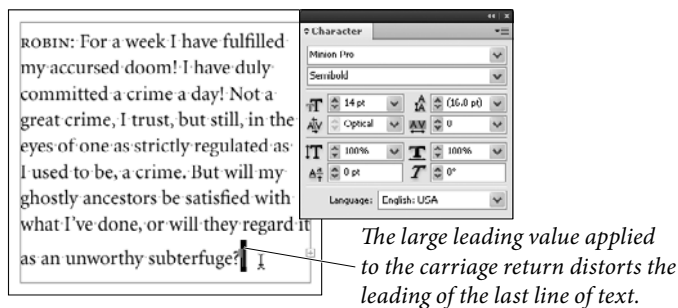 ROBIN: For a week I have fulfilled
my accursed doom! I have duly
committed a crime a day! Not a
great crime, I trust, but still, in the
eyes of one as strictly regulated as
I used to be, a crime. But will my
ghostly ancestors be satisfied with
what I've done, or will they regard it
as an unworthy subterfuge?
Character
Minion Pro
Semibold
14 pt
(16.8 pt)
Optical
0
100%
100%
0 pt
0°
Language: English: USA
The large leading value applied
to the carriage return distorts the
leading of the last line of text.